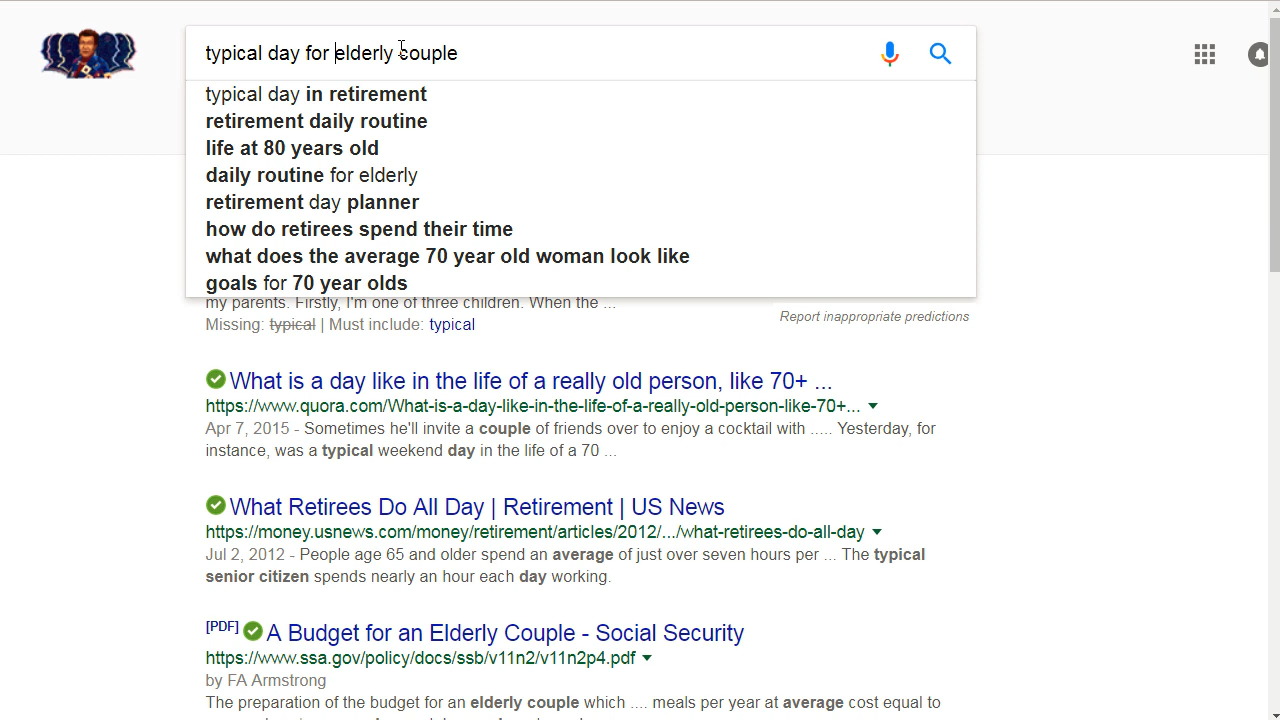 typical day for elderly couple
typical day in retirement
retirement daily routine
life at 80 years old
daily routine for elderly
retirement day planner
how do retirees spend their time
what does the average 70 year old woman look like
goals for 70 year olds
my parents. Firstly, I'm one of three children. When the ...
Report inappropriate predictions
Missing: typical | Must include: typical
What is a day like in the life of a really old person, like 70+ ...
https://www.quora.com/What-is-a-day-like-in-the-life-of-a-really-old-person-like-70+...
Apr 7, 2015 - Sometimes he'll invite a couple of friends over to enjoy a cocktail with ..... Yesterday, for
instance, was a typical weekend day in the life of a 70 ...
What Retirees Do All Day | Retirement | US News
https://money.usnews.com/money/retirement/articles/2012/.../what-retirees-do-all-day
Jul 2, 2012 - People age 65 and older spend an average of just over seven hours per ... The typical
senior citizen spends nearly an hour each day working.
[PDF] A Budget for an Elderly Couple - Social Security
https://www.ssa.gov/policy/docs/ssb/v11n2/v11n2p4.pdf
by FA Armstrong
The preparation of the budget for an elderly couple which .... meals per year at average cost equal to